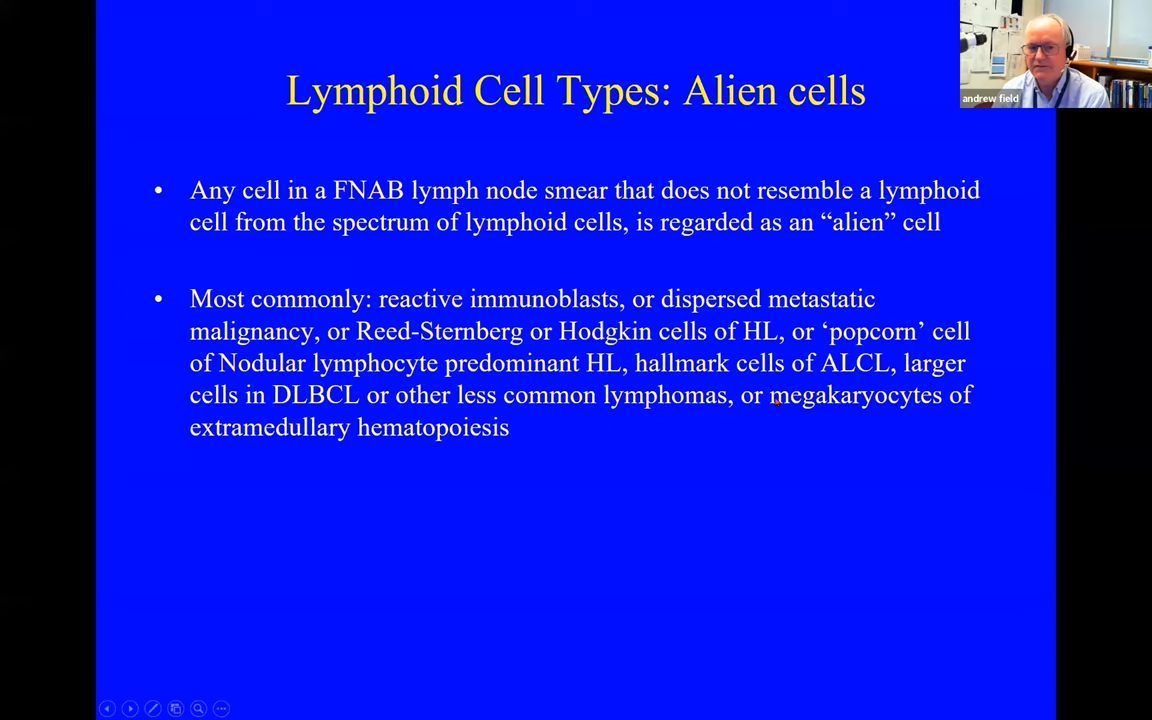 Lymphoid Cell Types: Alien cells
andrew field
• Any cell in a FNAB lymph node smear that does not resemble a lymphoid
cell from the spectrum of lymphoid cells, is regarded as an “alien” cell
• Most commonly: reactive immunoblasts, or dispersed metastatic
malignancy, or Reed-Sternberg or Hodgkin cells of HL, or ‘popcorn’ cell
of Nodular lymphocyte predominant HL, hallmark cells of ALCL, larger
cells in DLBCL or other less common lymphomas, or megakaryocytes of
extramedullary hematopoiesis